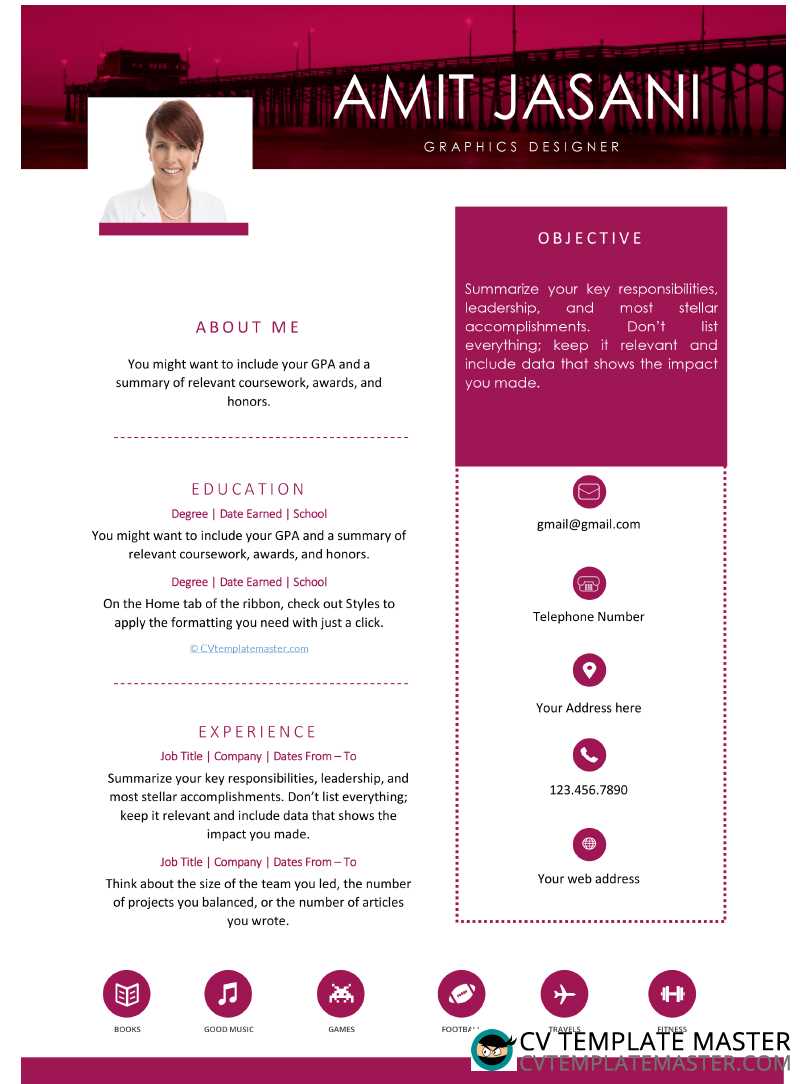 AMIT JASANI
GRAPHICS DESIGNER
ABOUT ME
You might want to include your GPA and a
summary of relevant coursework, awards, and
honors.
EDUCATION
Degree | Date Earned | School
You might want to include your GPA and a summary of
relevant coursework, awards, and honors.
Degree | Date Earned | School
On the Home tab of the ribbon, check out Styles to
apply the formatting you need with just a click.
© CVtemplatemaster.com
EXPERIENCE
Job Title | Company | Dates From – To
Summarize your key responsibilities, leadership, and
most stellar accomplishments. Don’t list everything;
keep it relevant and include data that shows the
impact you made.
Job Title | Company | Dates From – To
Think about the size of the team you led, the number
of projects you balanced, or the number of articles
you wrote.
OBJECTIVE
Summarize your key responsibilities,
leadership, and most stellar
accomplishments. Don’t list
everything; keep it relevant and
include data that shows the impact
you made.
gmail@gmail.com
Telephone Number
Your Address here
123.456.7890
Your web address
BOOKS
GOOD MUSIC
GAMES
FOOTBALL
TRAVELS
FITNESS
CV TEMPLATE MASTER
CVTEMPLATEMASTER.COM